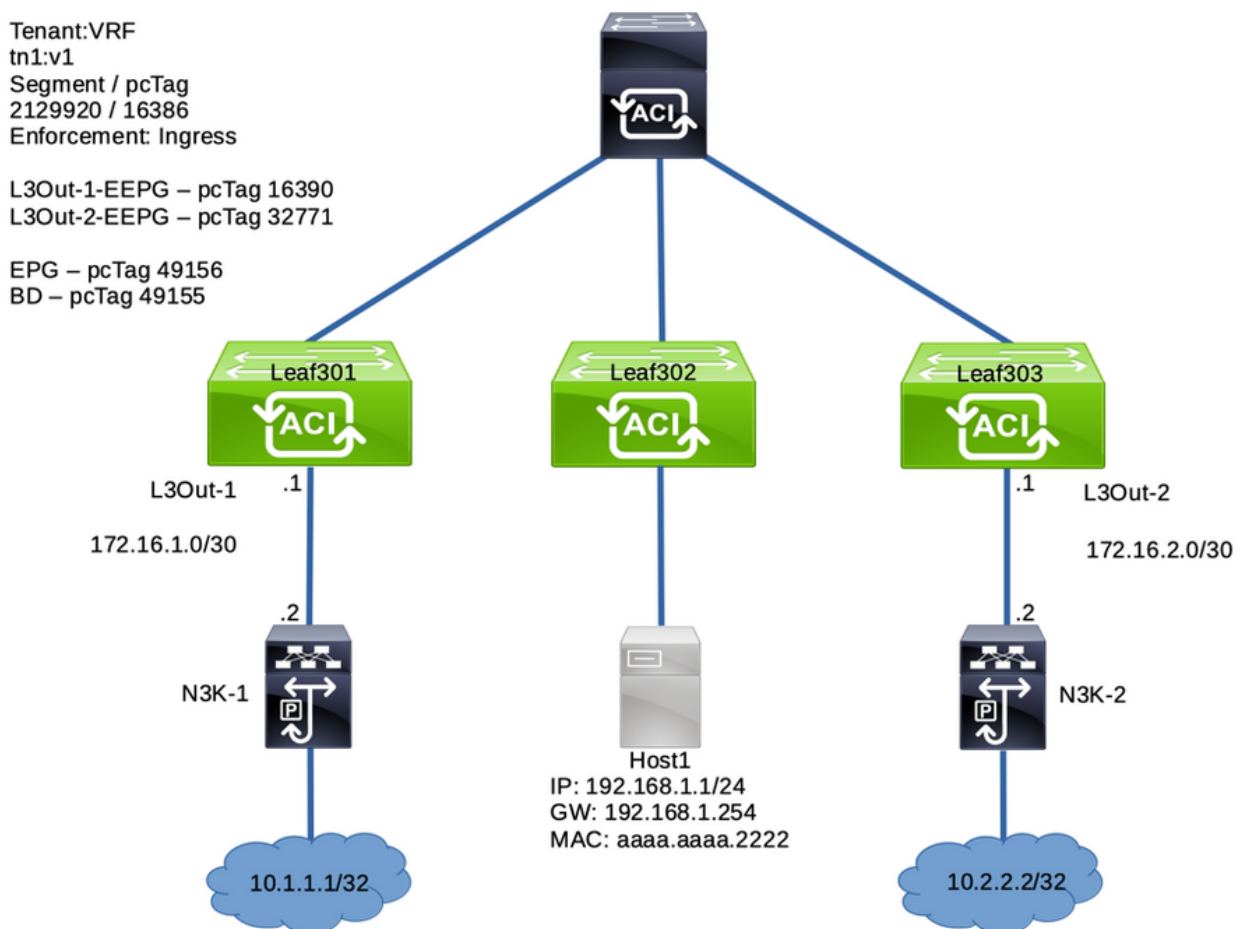 Tenant:VRF
tn1:v1
Segment / pcTag
2129920 / 16386
Enforcement: Ingress
L3Out-1-EEPG – pcTag 16390
L3Out-2-EEPG – pcTag 32771
EPG – pcTag 49156
BD – pcTag 49155
ACI
Leaf301
ACI
Leaf302
ACI
Leaf303
ACI
L3Out-1
.1
172.16.1.0/30
.2
.1
L3Out-2
172.16.2.0/30
.2
N3K-1
P
Host1
IP: 192.168.1.1/24
GW: 192.168.1.254
MAC: aaaa.aaaa.2222
P
N3K-2
10.1.1.1/32
10.2.2.2/32